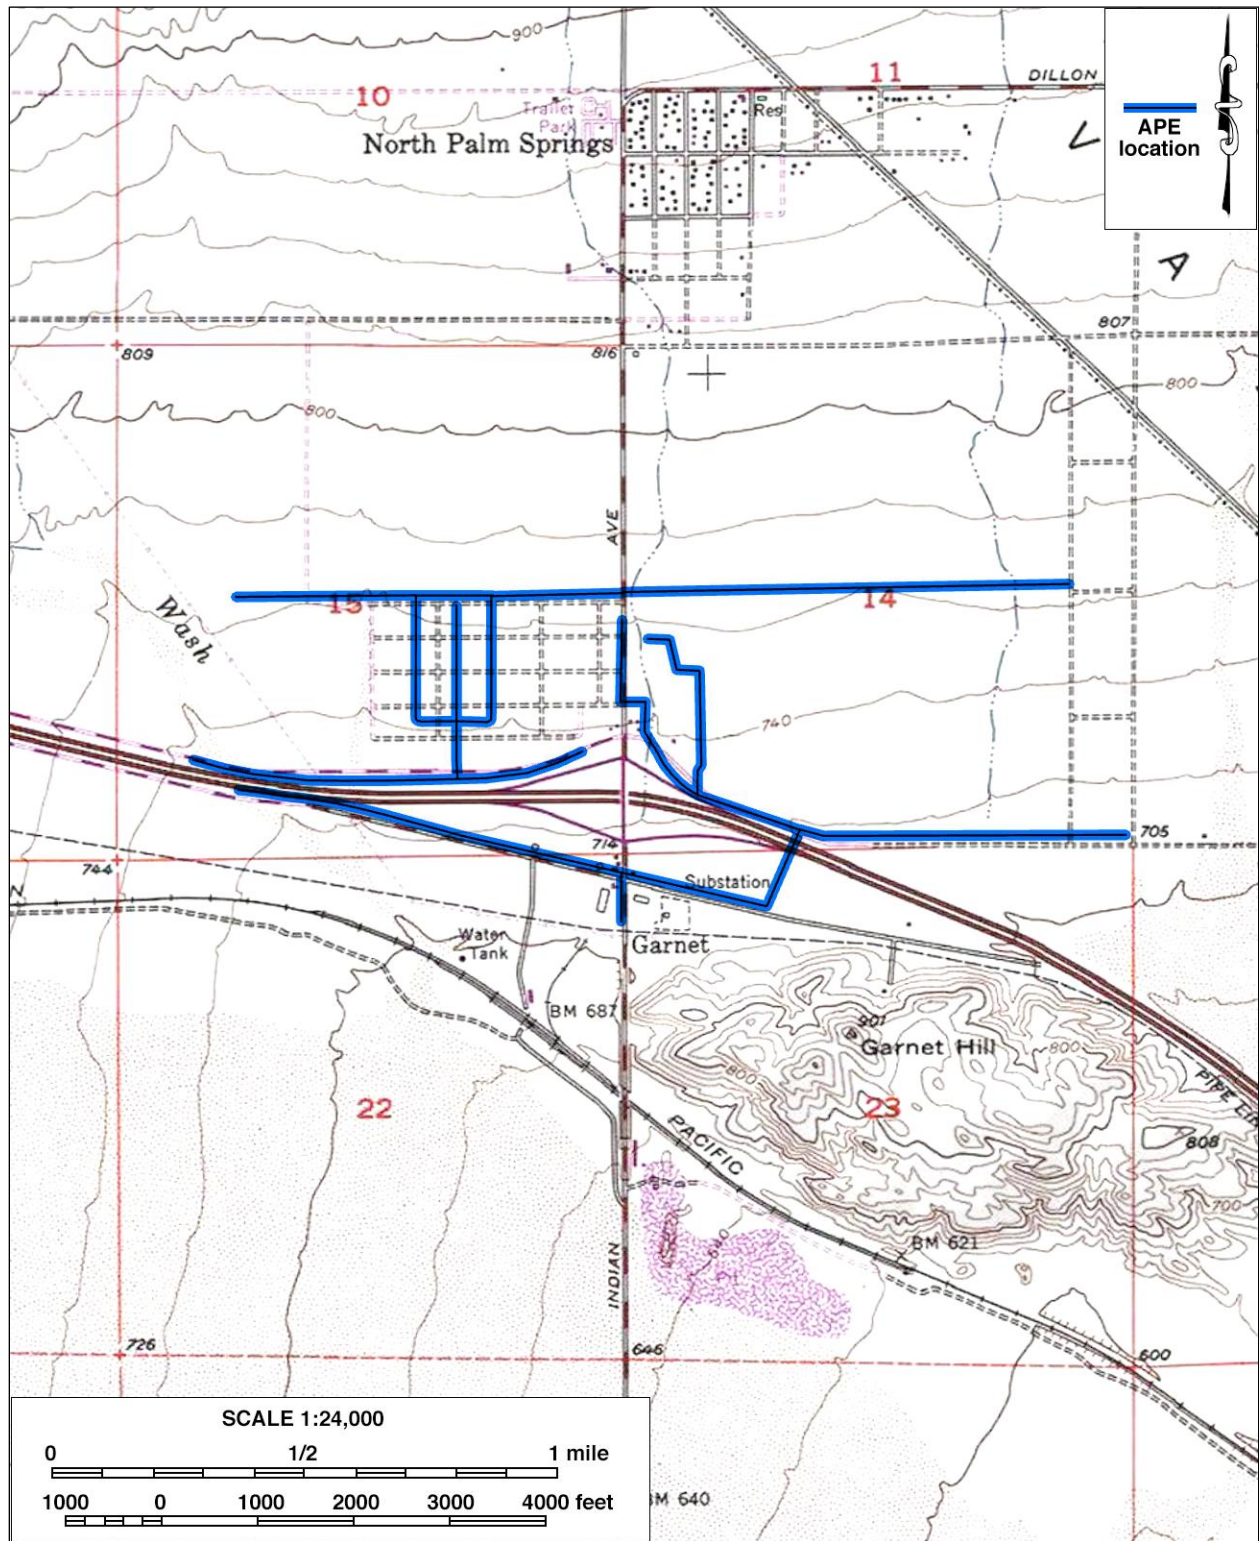 900
10
11
DILLON
Trailer
Park
Res
North Palm Springs
APE
location
L
A
807
809
816
800
800
AVE
Wash
15
14
740
705
714
744
Substation
N
Water
Tank
Garnet
BM 687
901
Garnet Hill
800
800
PIPE
22
23
808
PACIFIC
700
640
BM 621
INDIAN
726
646
600
SCALE 1:24,000
0 1/2 1 mile
1000 0 1000 2000 3000 4000 feet
BM 640